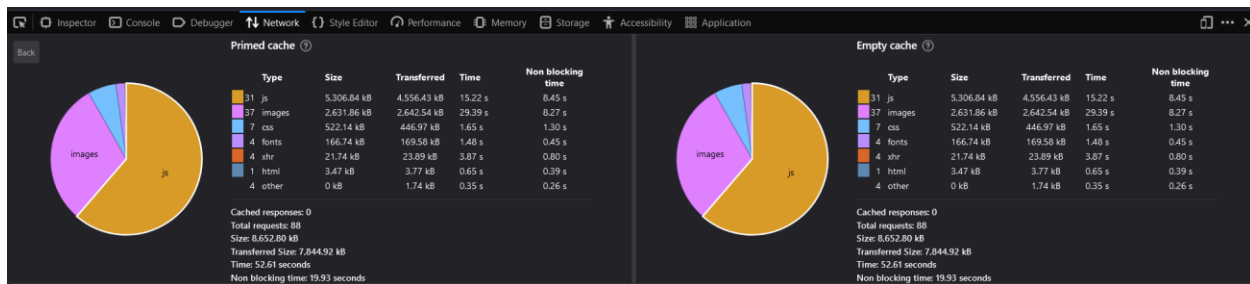 Inspector Console Debugger Network Style Editor Performance Memory Storage Accessibility Application
Back
Primed cache
Type Size Transferred Time Non blocking time
31 js 5,306.84 kB 4,556.43 kB 15.22 s 8.45 s
37 images 2,631.86 kB 2,642.54 kB 29.39 s 8.27 s
7 css 522.14 kB 446.97 kB 1.65 s 1.30 s
4 fonts 166.74 kB 169.58 kB 1.48 s 0.45 s
4 xhr 21.74 kB 23.89 kB 3.87 s 0.80 s
1 html 3.47 kB 3.77 kB 0.65 s 0.39 s
4 other 0 kB 1.74 kB 0.35 s 0.26 s
images
js
Cached responses: 0
Total requests: 88
Size: 8,652.80 kB
Transferred Size: 7,844.92 kB
Time: 52.61 seconds
Non blocking time: 19.93 seconds
Empty cache
Type Size Transferred Time Non blocking time
31 js 5,306.84 kB 4,556.43 kB 15.22 s 8.45 s
37 images 2,631.86 kB 2,642.54 kB 29.39 s 8.27 s
7 css 522.14 kB 446.97 kB 1.65 s 1.30 s
4 fonts 166.74 kB 169.58 kB 1.48 s 0.45 s
4 xhr 21.74 kB 23.89 kB 3.87 s 0.80 s
1 html 3.47 kB 3.77 kB 0.65 s 0.39 s
4 other 0 kB 1.74 kB 0.35 s 0.26 s
images
js
Cached responses: 0
Total requests: 88
Size: 8,652.80 kB
Transferred Size: 7,844.92 kB
Time: 52.61 seconds
Non blocking time: 19.93 seconds